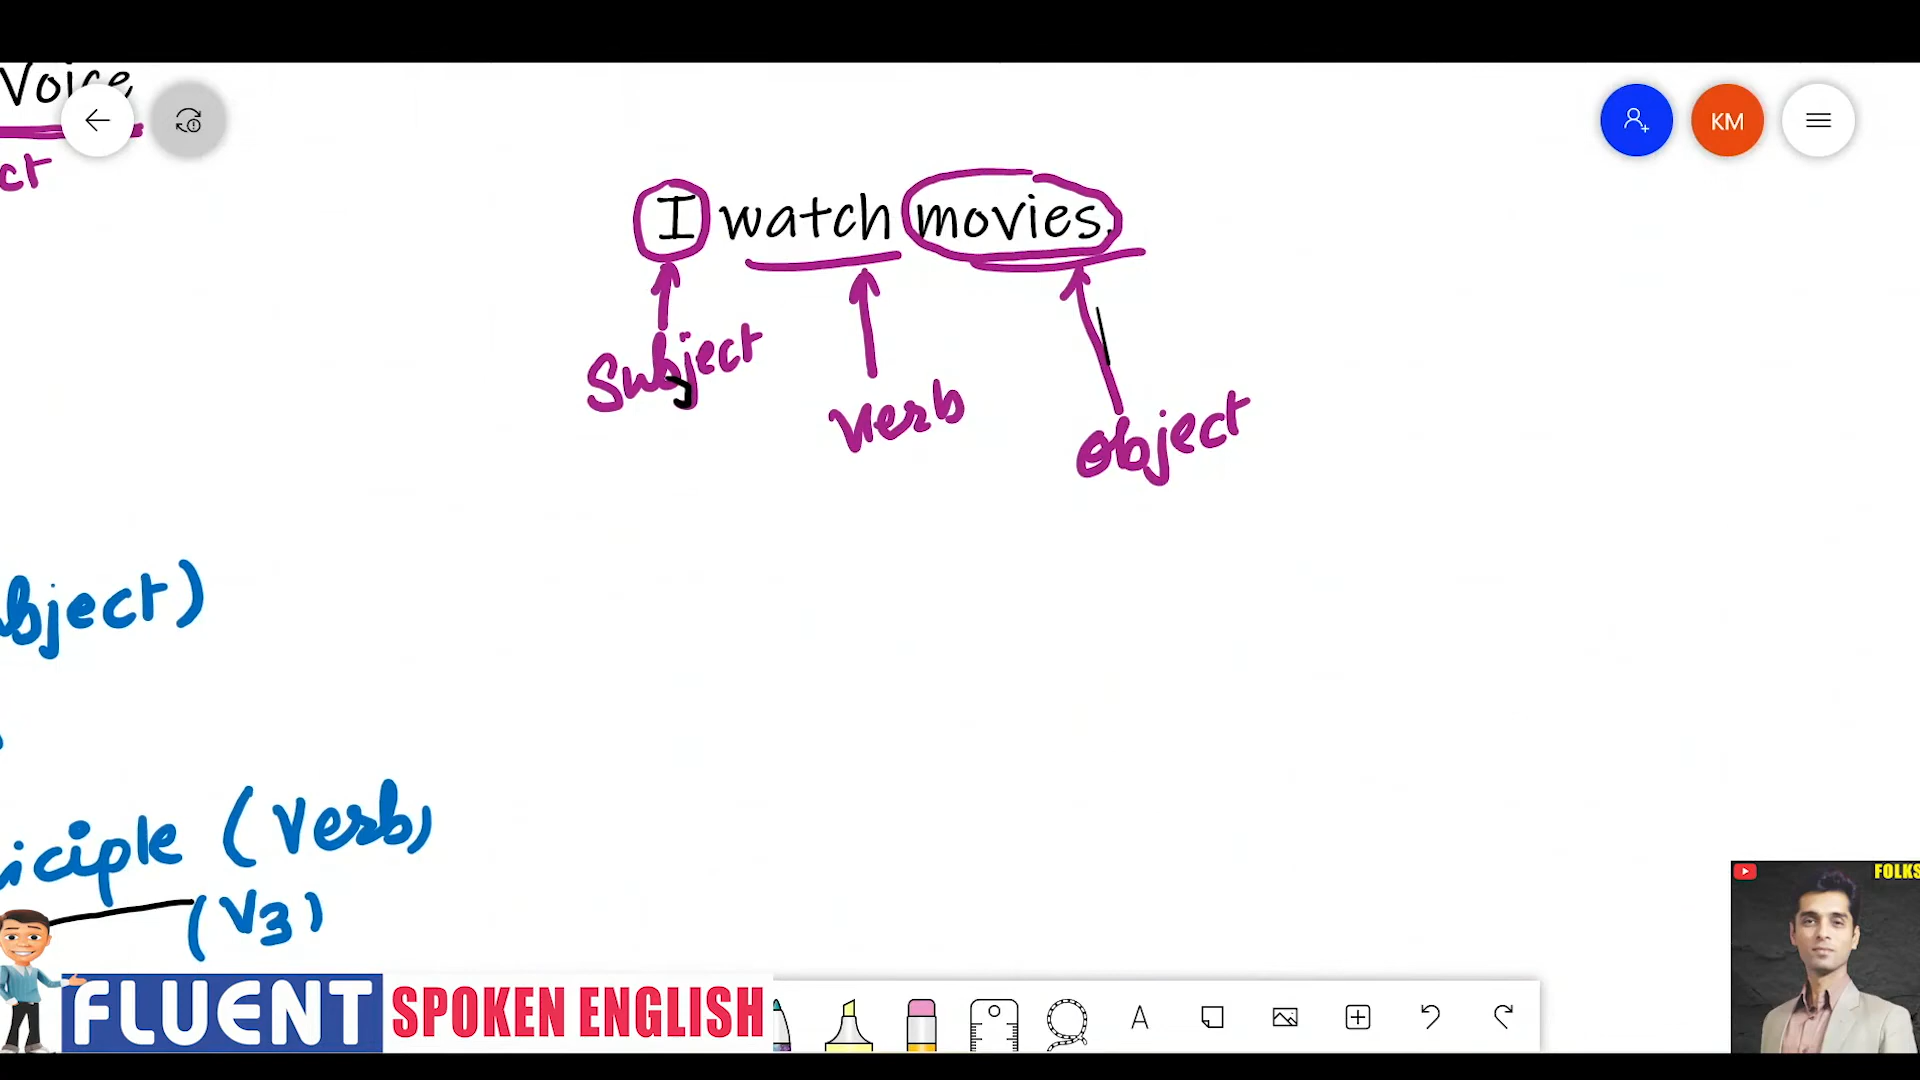 Voice
ct
KM
I watch movies.
Subject
Verb
Object
bject)
iciple (Verb)
(V3)
FOLKS
A
FLUENT SPOKEN ENGLISH